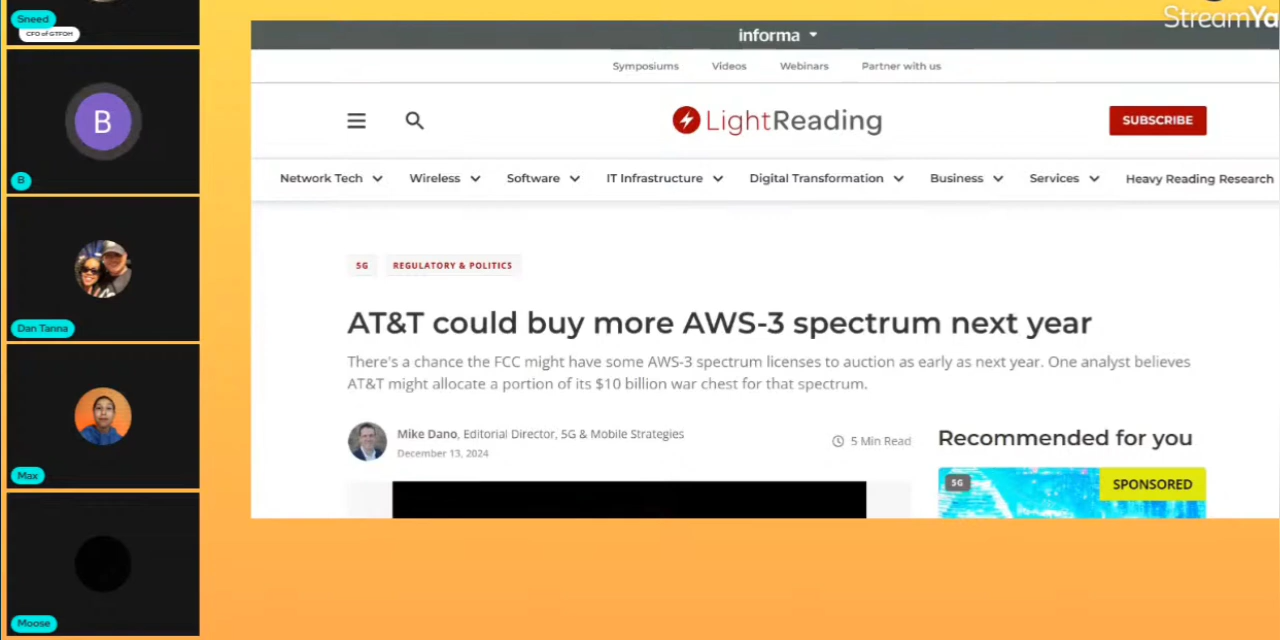 Sneed
CFO of GTFOH
B
B
Dan Tanna
Max
Moose
StreamYa
informa
Symposiums Videos Webinars Partner with us
LightReading
SUBSCRIBE
Network Tech Wireless Software IT Infrastructure Digital Transformation Business Services Heavy Reading Research
5G REGULATORY & POLITICS
AT&T could buy more AWS-3 spectrum next year
There's a chance the FCC might have some AWS-3 spectrum licenses to auction as early as next year. One analyst believes
AT&T might allocate a portion of its $10 billion war chest for that spectrum.
Mike Dano, Editorial Director, 5G & Mobile Strategies
December 13, 2024
5 Min Read
Recommended for you
5G
SPONSORED